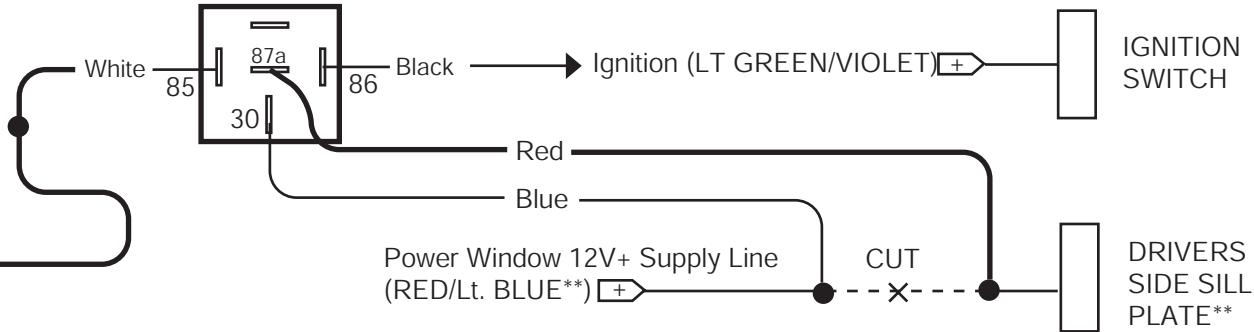 White
85
87a
30
86
Black
Ignition (LT GREEN/VIOLET)
+
IGNITION
SWITCH
Red
Blue
Power Window 12V+ Supply Line
(RED/Lt. BLUE**)
+
CUT
DRIVERS
SIDE SILL
PLATE**